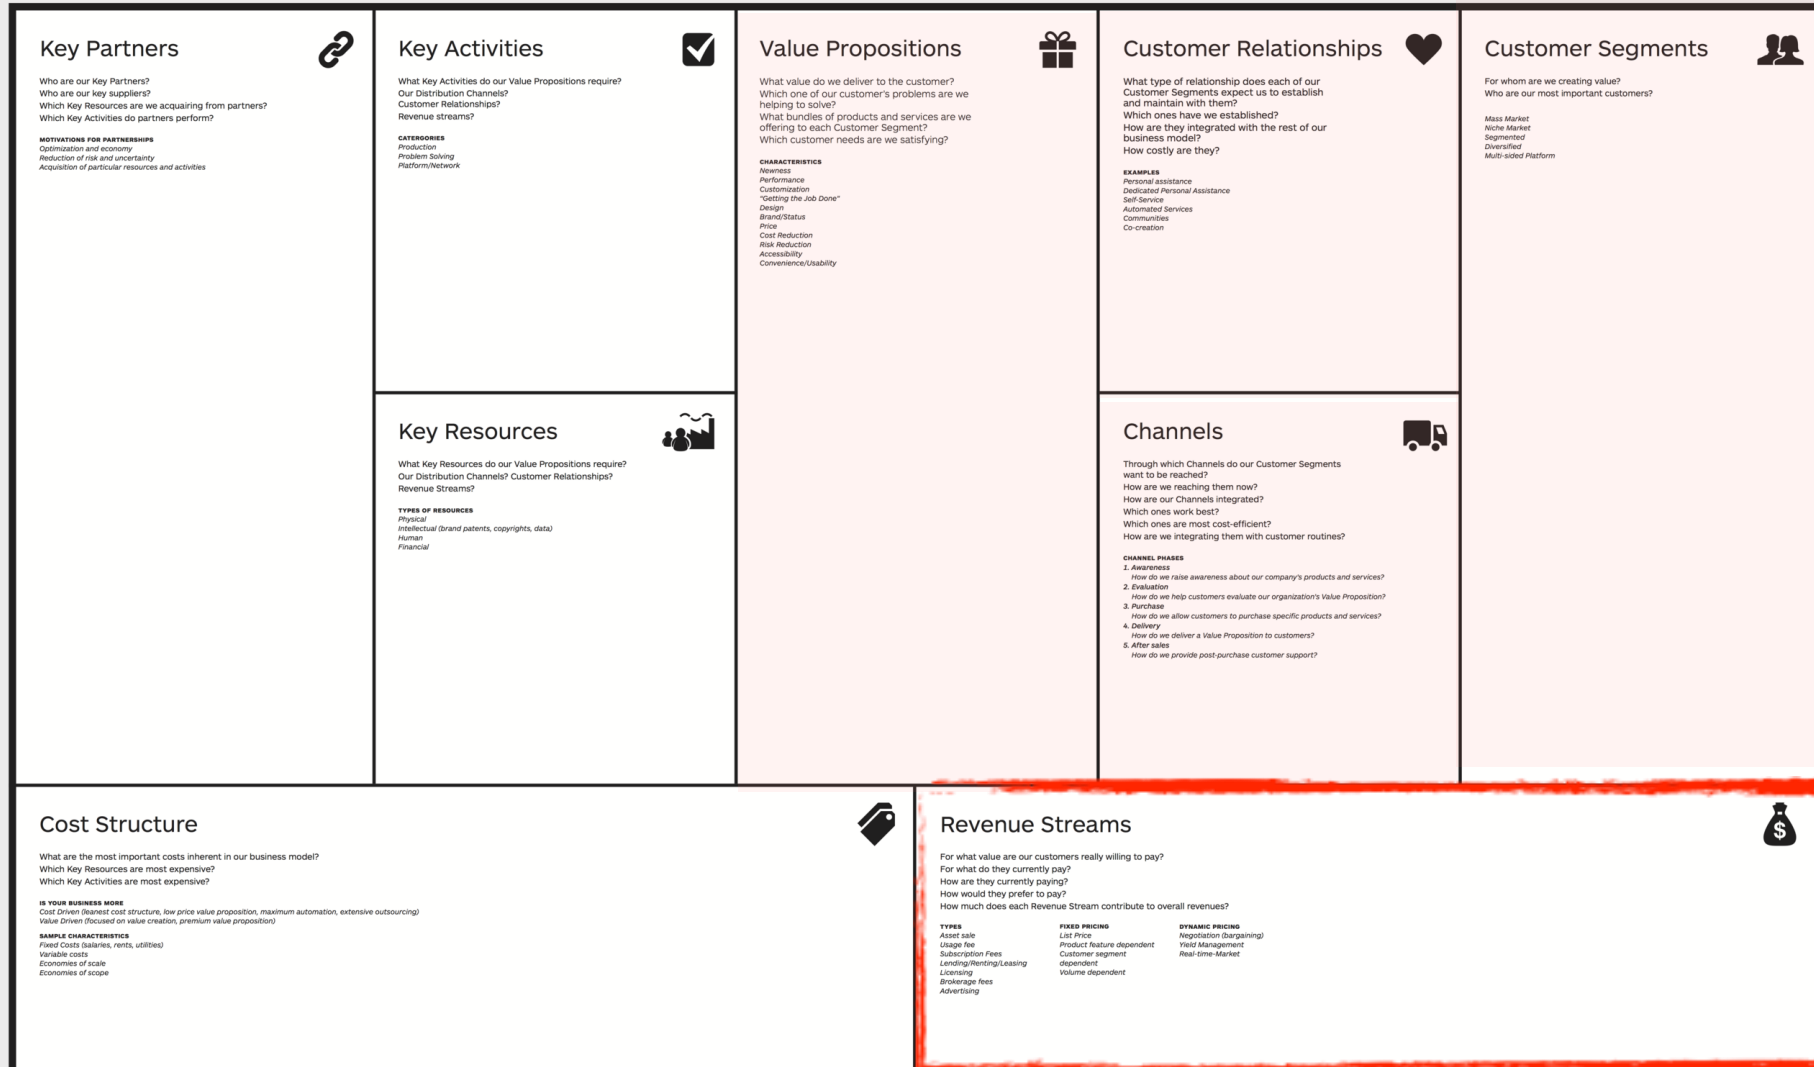 Key Partners
Who are our Key Partners?
Who are our key suppliers?
Which Key Resources are we acquairing from partners?
Which Key Activities do partners perform?
MOTIVATIONS FOR PARTNERSHIPS
Optimization and economy
Reduction of risk and uncertainty
Acquisition of particular resources and activities
Key Activities
What Key Activities do our Value Propositions require?
Our Distribution Channels?
Customer Relationships?
Revenue streams?
CATERGORIES
Production
Problem Solving
Platform/Network
Key Resources
What Key Resources do our Value Propositions require?
Our Distribution Channels? Customer Relationships?
Revenue Streams?
TYPES OF RESOURCES
Physical
Intellectual (brand patents, copyrights, data)
Human
Financial
Value Propositions
What value do we deliver to the customer?
Which one of our customer's problems are we
helping to solve?
What bundles of products and services are we
offering to each Customer Segment?
Which customer needs are we satisfying?
CHARACTERISTICS
Newness
Performance
Customization
"Getting the Job Done"
Design
Brand/Status
Price
Cost Reduction
Risk Reduction
Accessibility
Convenience/Usability
Customer Relationships
What type of relationship does each of our
Customer Segments expect us to establish
and maintain with them?
Which ones have we established?
How are they integrated with the rest of our
business model?
How costly are they?
EXAMPLES
Personal assistance
Dedicated Personal Assistance
Self-Service
Automated Services
Communities
Co-creation
Channels
Through which Channels do our Customer Segments
want to be reached?
How are we reaching them now?
How are our Channels integrated?
Which ones work best?
Which ones are most cost-efficient?
How are we integrating them with customer routines?
CHANNEL PHASES
1. Awareness
How do we raise awareness about our company's products and services?
2. Evaluation
How do we help customers evaluate our organization's Value Proposition?
3. Purchase
How do we allow customers to purchase specific products and services?
4. Delivery
How do we deliver a Value Proposition to customers?
5. After sales
How do we provide post-purchase customer support?
Customer Segments
For whom are we creating value?
Who are our most important customers?
Mass Market
Niche Market
Segmented
Diversified
Multi-sided Platform
Cost Structure
What are the most important costs inherent in our business model?
Which Key Resources are most expensive?
Which Key Activities are most expensive?
IS YOUR BUSINESS MORE
Cost Driven (leanest cost structure, low price value proposition, maximum automation, extensive outsourcing)
Value Driven (focused on value creation, premium value proposition)
SAMPLE CHARACTERISTICS
Fixed Costs (salaries, rents, utilities)
Variable costs
Economies of scale
Economies of scope
Revenue Streams
$
For what value are our customers really willing to pay?
For what do they currently pay?
How are they currently paying?
How would they prefer to pay?
How much does each Revenue Stream contribute to overall revenues?
TYPES
Asset sale
Usage fee
Subscription Fees
Lending/Renting/Leasing
Licensing
Brokerage fees
Advertising
FIXED PRICING
List Price
Product feature dependent
Customer segment
dependent
Volume dependent
DYNAMIC PRICING
Negotiation (bargaining)
Yield Management
Real-time-Market